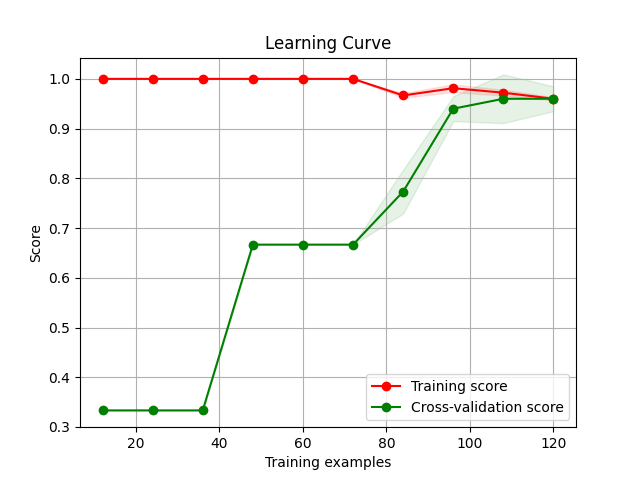 Learning Curve
1.0
0.9
0.8
0.7
0.6
0.5
0.4
0.3
Score
Training score
Cross-validation score
20 40 60 80 100 120
Training examples